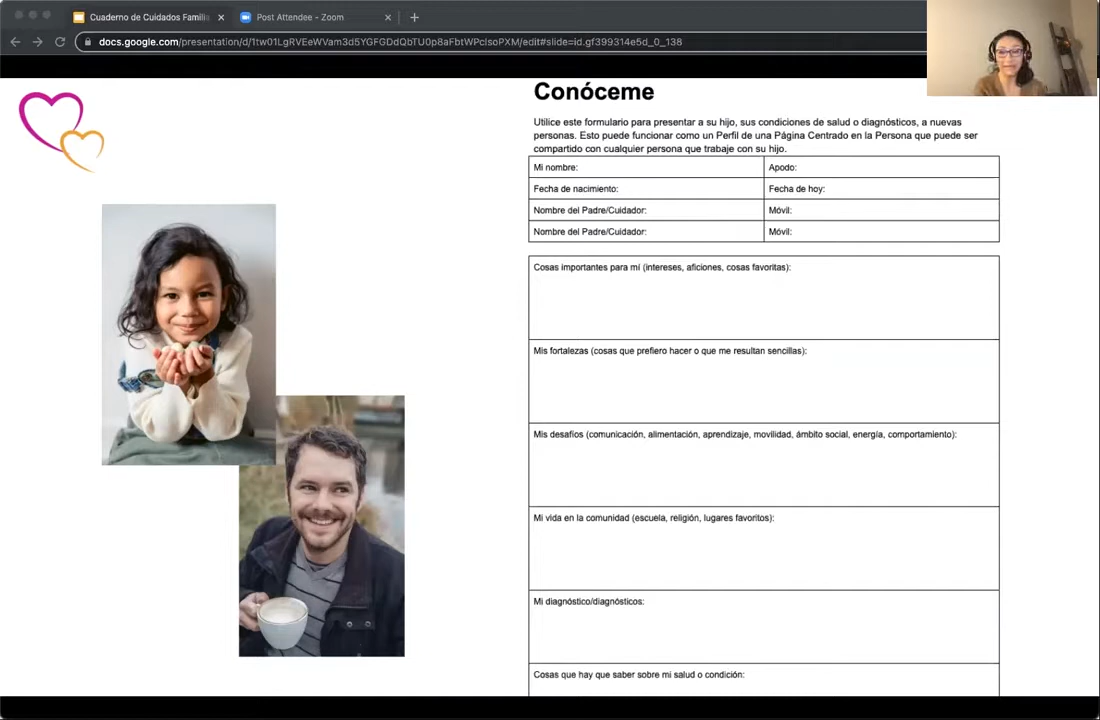 Cuaderno de Cuidados Famili
Post Attendee - Zoom
docs.google.com/presentation/d/1tw01LgRVEeWVam3d5YGFGDdQbTU0p8aFbtWPcIsoPXM/edit#slide=id.gf399314e5d_0_138
Conóceme
Utilice este formulario para presentar a su hijo, sus condiciones de salud o diagnósticos, a nuevas
personas. Esto puede funcionar como un Perfil de una Página Centrado en la Persona que puede ser
compartido con cualquier persona que trabaje con su hijo.
Mi nombre: Apodo:
Fecha de nacimiento: Fecha de hoy:
Nombre del Padre/Cuidador: Móvil:
Nombre del Padre/Cuidador: Móvil:
Cosas importantes para mí (intereses, aficiones, cosas favoritas):
Mis fortalezas (cosas que prefiero hacer o que me resultan sencillas):
Mis desafíos (comunicación, alimentación, aprendizaje, movilidad, ámbito social, energía, comportamiento):
Mi vida en la comunidad (escuela, religión, lugares favoritos):
Mi diagnóstico/diagnósticos:
Cosas que hay que saber sobre mi salud o condición: